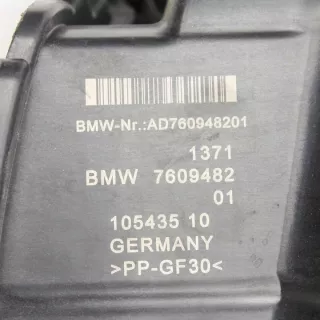 BMW-Nr.:AD760948201
1371
BMW 7609482
01
105435 10
GERMANY
>PP-GF30<